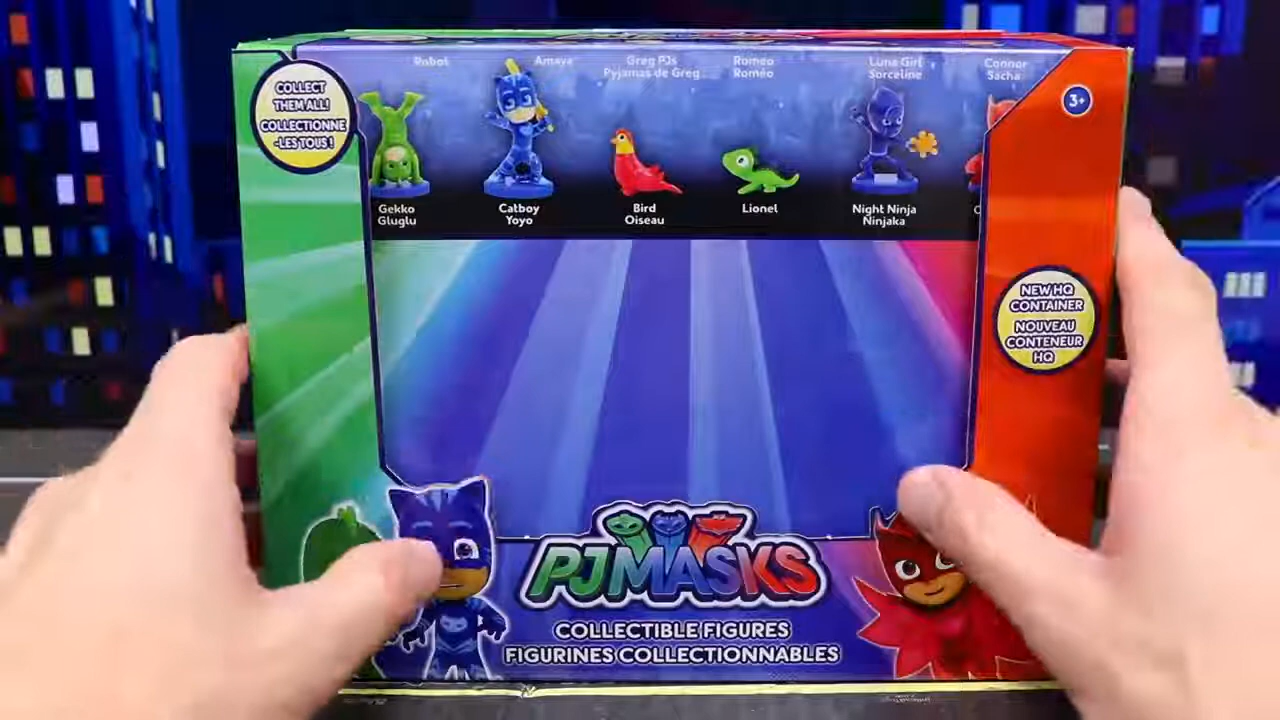 COLLECT
THEM ALL!
COLLECTIONNE
-LES TOUS !
Robot
Amaya
Greg PJs
Pyjamas de Greg
Romeo
Roméo
Luna Girl
Sorceline
Connor
Sacha
3+
Gekko
Gluglu
Catboy
Yoyo
Bird
Oiseau
Lionel
Night Ninja
Ninjaka
NEW HQ
CONTAINER
NOUVEAU
CONTENEUR
HQ
PJMASKS
COLLECTIBLE FIGURES
FIGURINES COLLECTIONNABLES